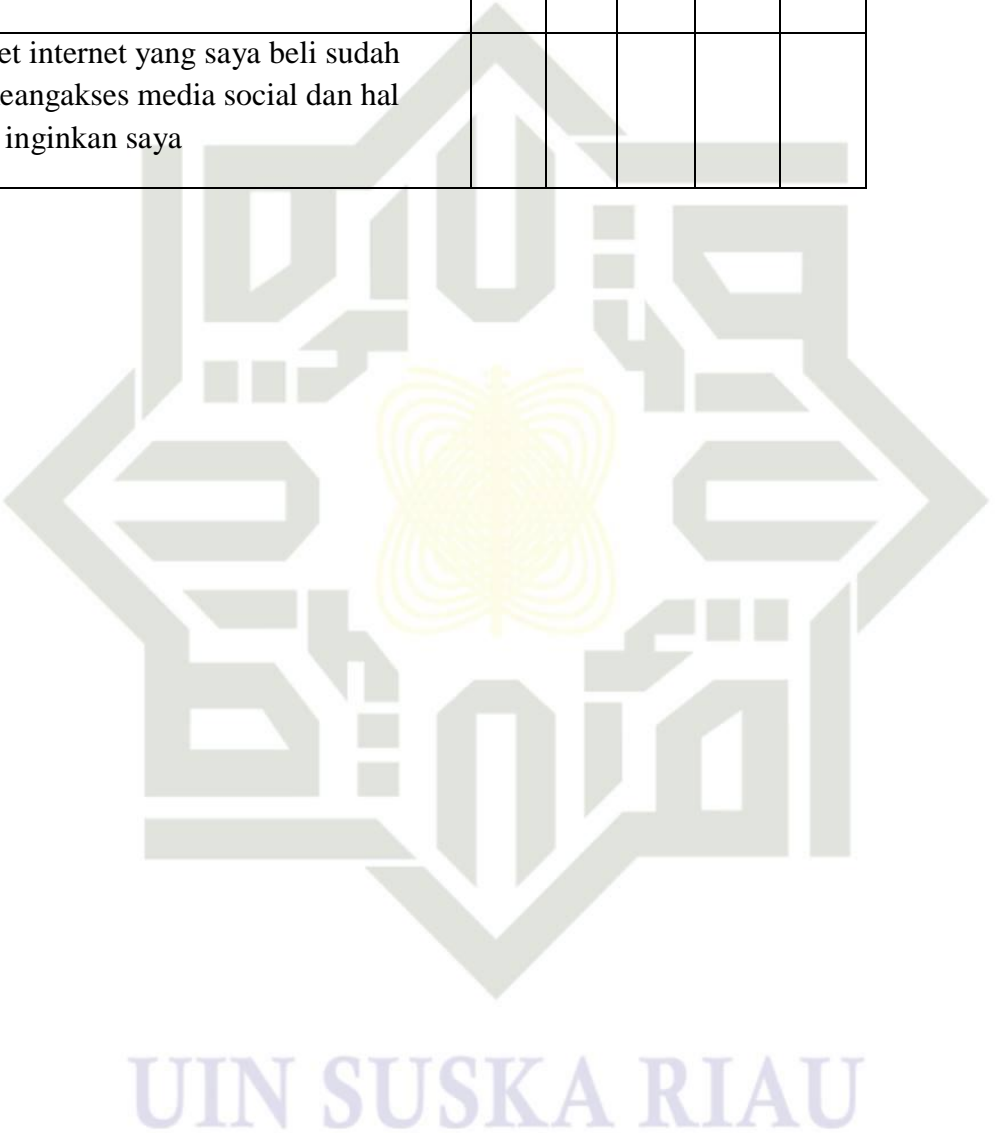 et internet yang saya beli sudah
eangakses media social dan hal
inginkan saya
UIN SUSKA RIAU